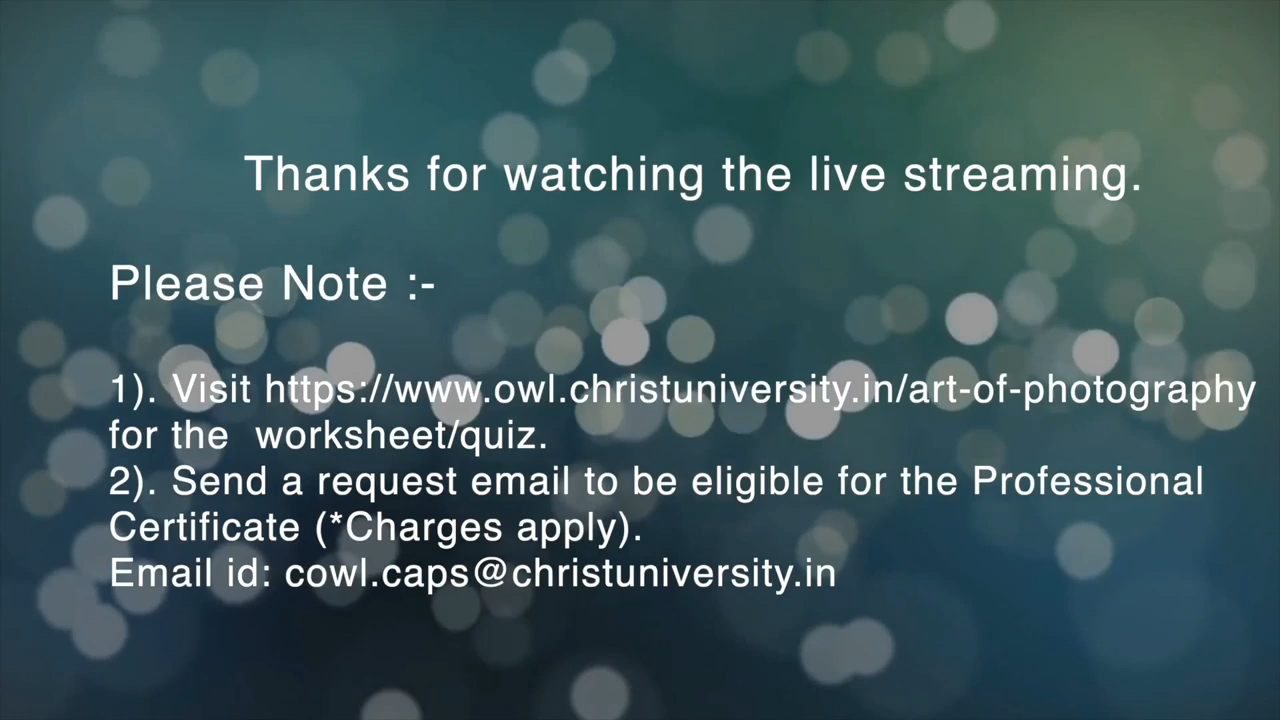 Thanks for watching the live streaming.
Please Note :-
1). Visit https://www.owl.christuniversity.in/art-of-photography
for the  worksheet/quiz.
2). Send a request email to be eligible for the Professional
Certificate (*Charges apply).
Email id: cowl.caps@christuniversity.in